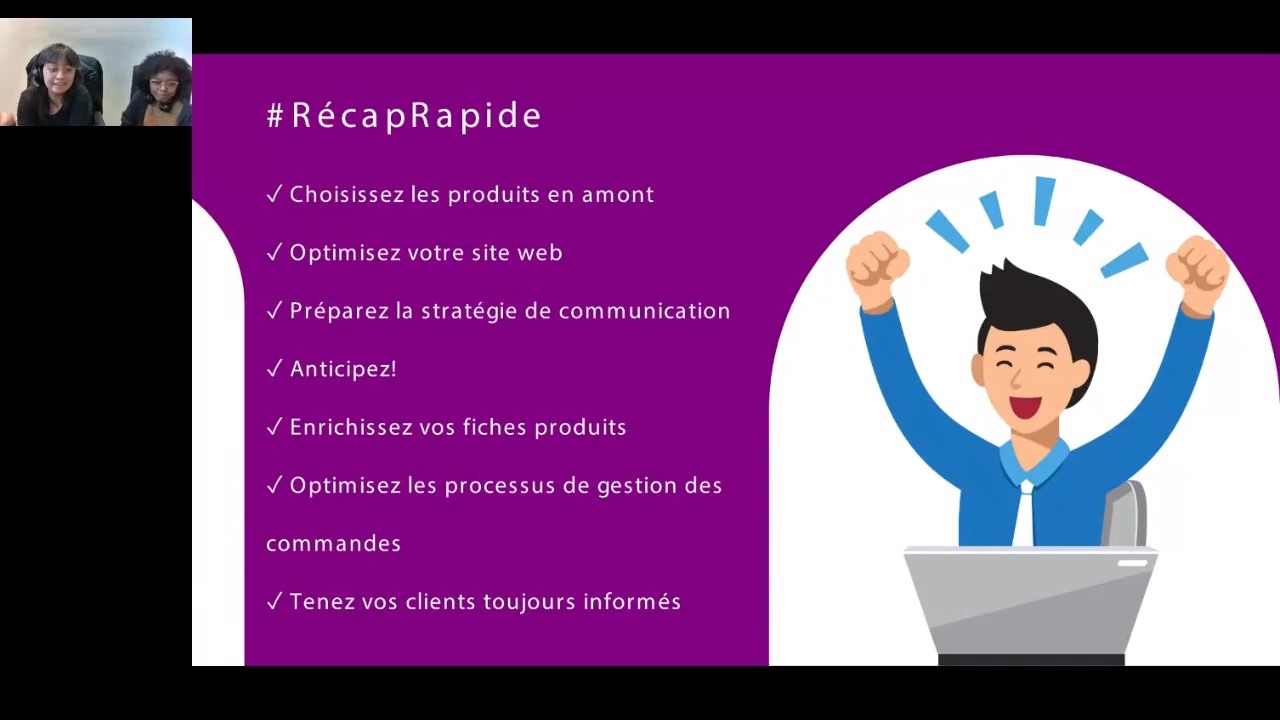 #RécapRapide
✓ Choisissez les produits en amont
✓ Optimisez votre site web
✓ Préparez la stratégie de communication
✓ Anticipez!
✓ Enrichissez vos fiches produits
✓ Optimisez les processus de gestion des
commandes
✓ Tenez vos clients toujours informés